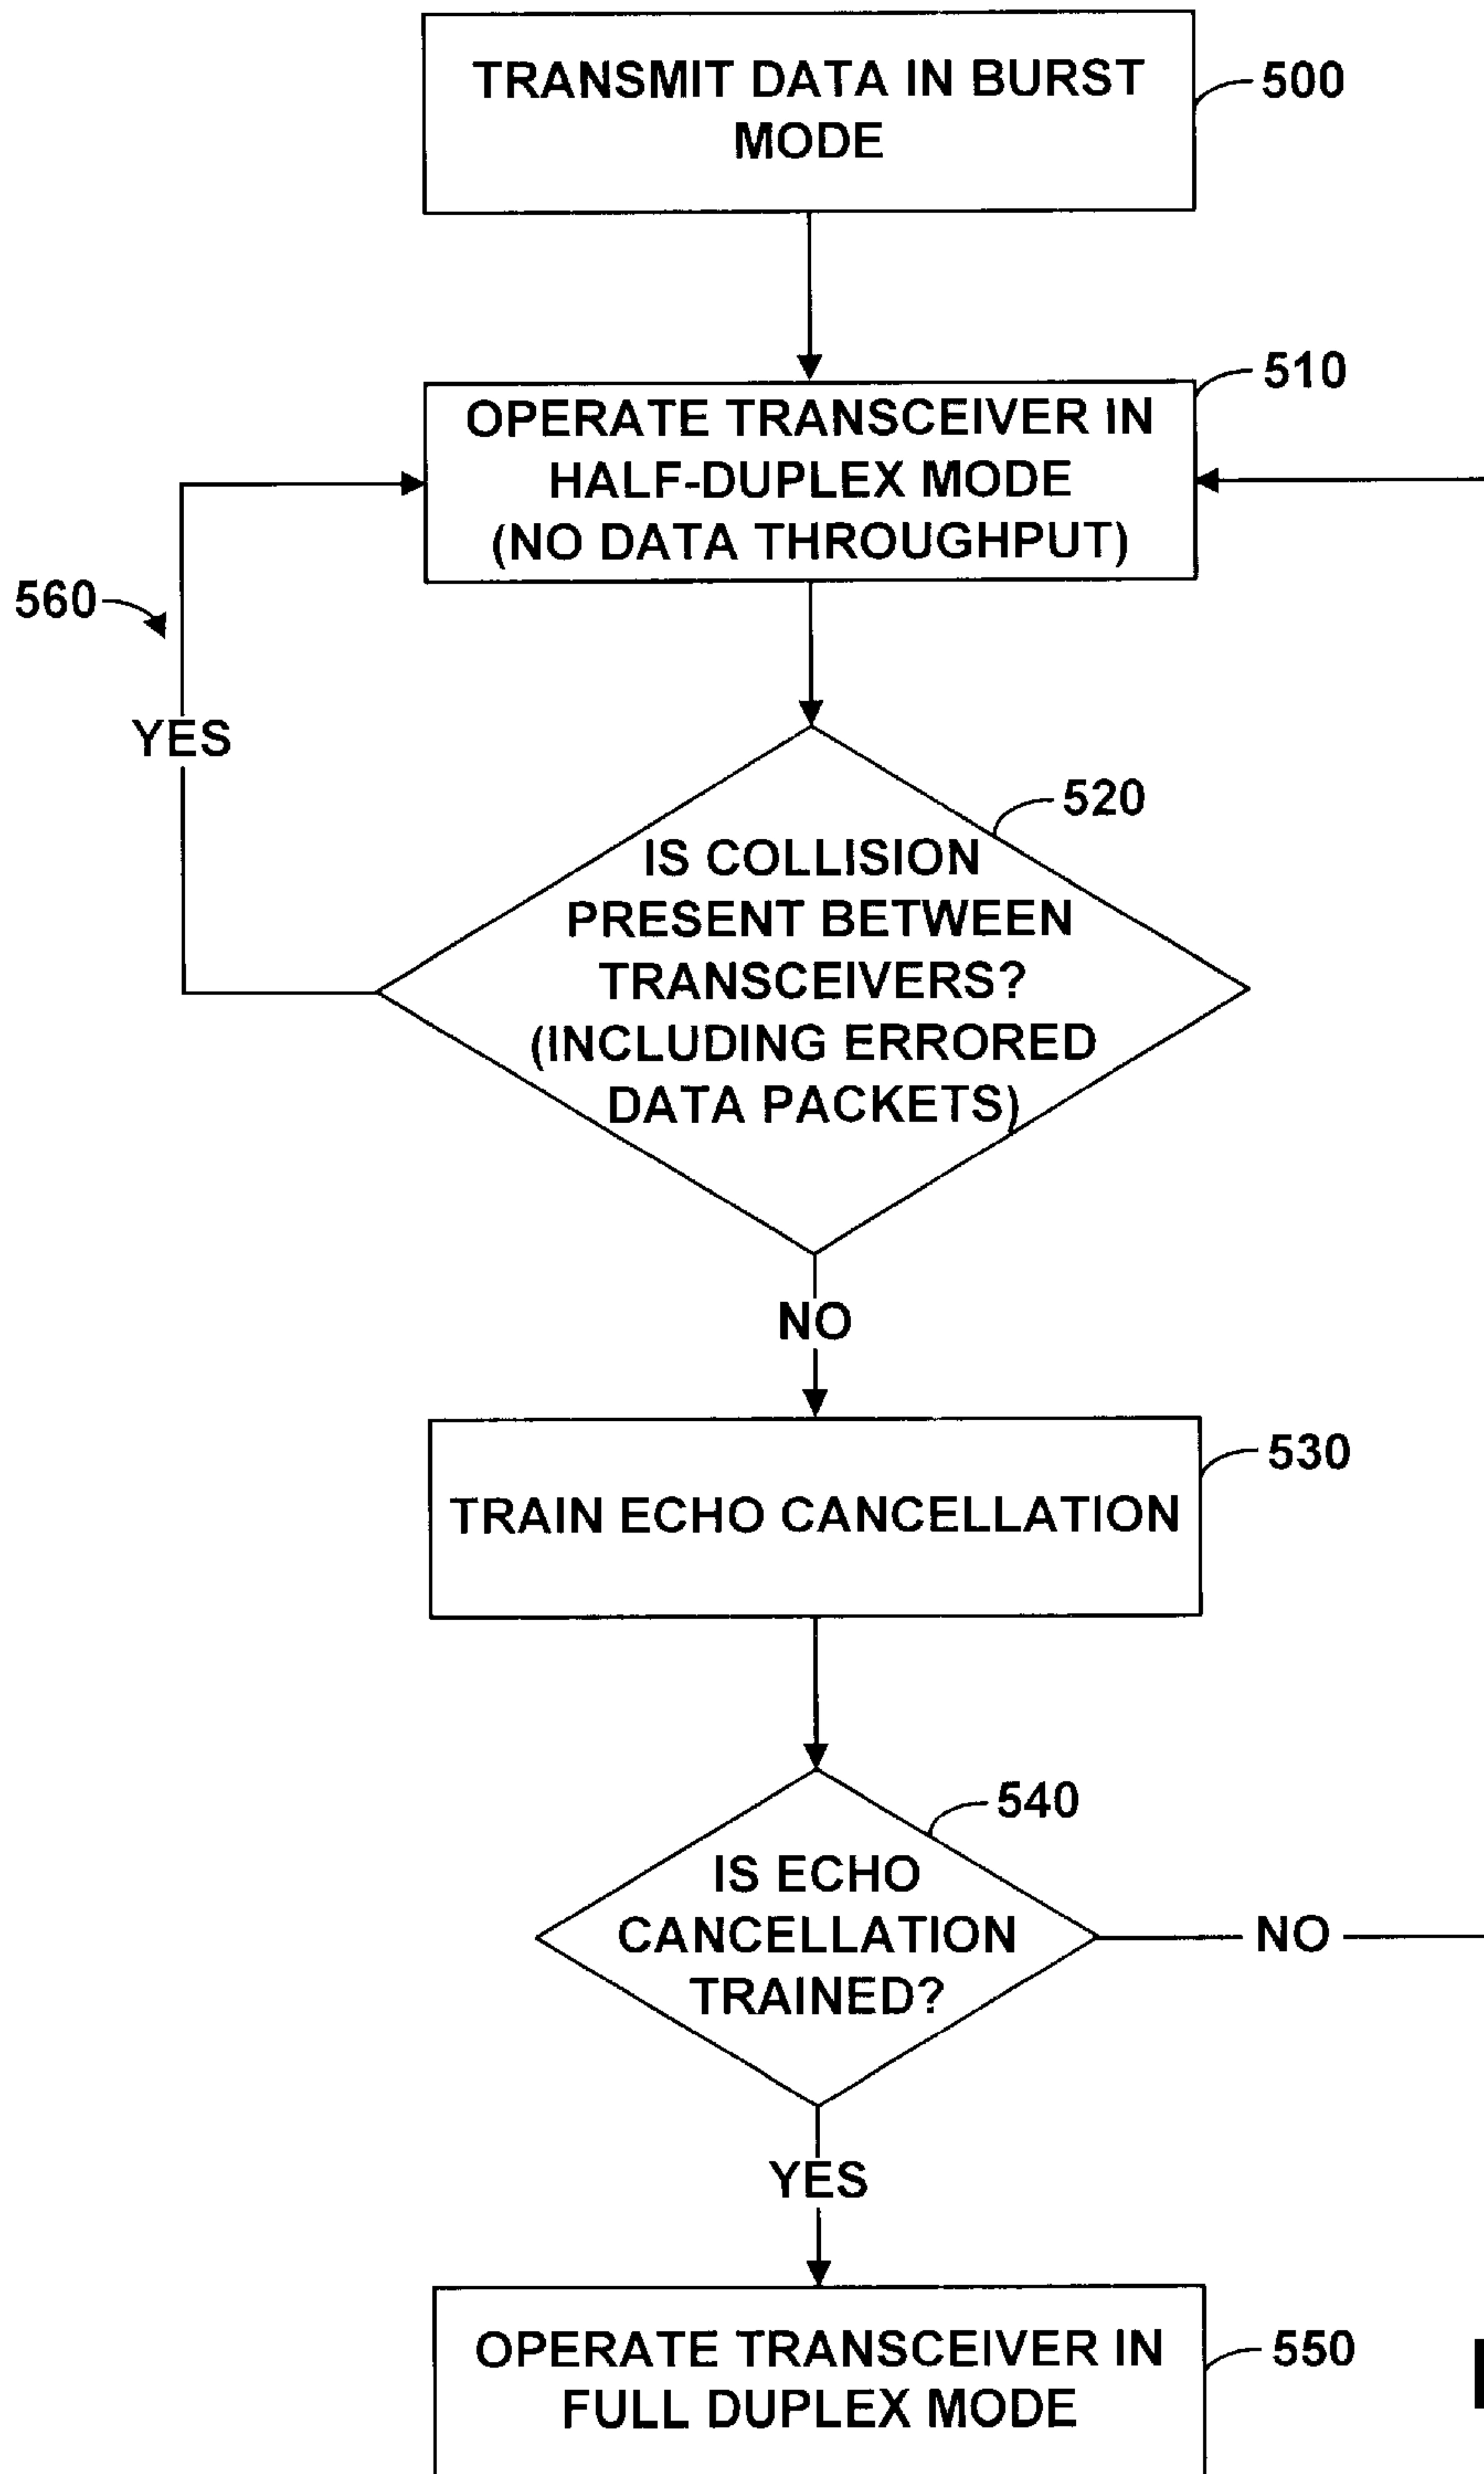 TRANSMIT DATA IN BURST
MODE
500
510
OPERATE TRANSCEIVER IN
HALF-DUPLEX MODE
(NO DATA THROUGHPUT)
560
YES
520
IS COLLISION
PRESENT BETWEEN
TRANSCEIVERS?
(INCLUDING ERRORED
DATA PACKETS)
NO
530
TRAIN ECHO CANCELLATION
540
IS ECHO
CANCELLATION
TRAINED?
NO
YES
OPERATE TRANSCEIVER IN
FULL DUPLEX MODE
550